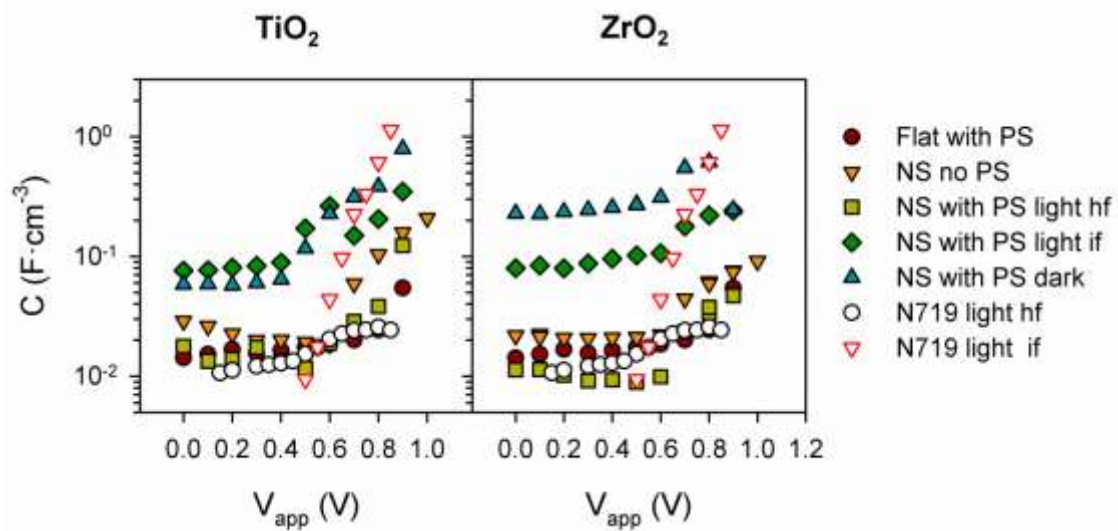 TiO₂
ZrO₂
C (F·cm⁻³)
10⁰
10⁻¹
10⁻²
0.0 0.2 0.4 0.6 0.8 1.0
0.0 0.2 0.4 0.6 0.8 1.0 1.2
V_app (V)
V_app (V)
Flat with PS
NS no PS
NS with PS light hf
NS with PS light if
NS with PS dark
N719 light hf
N719 light if